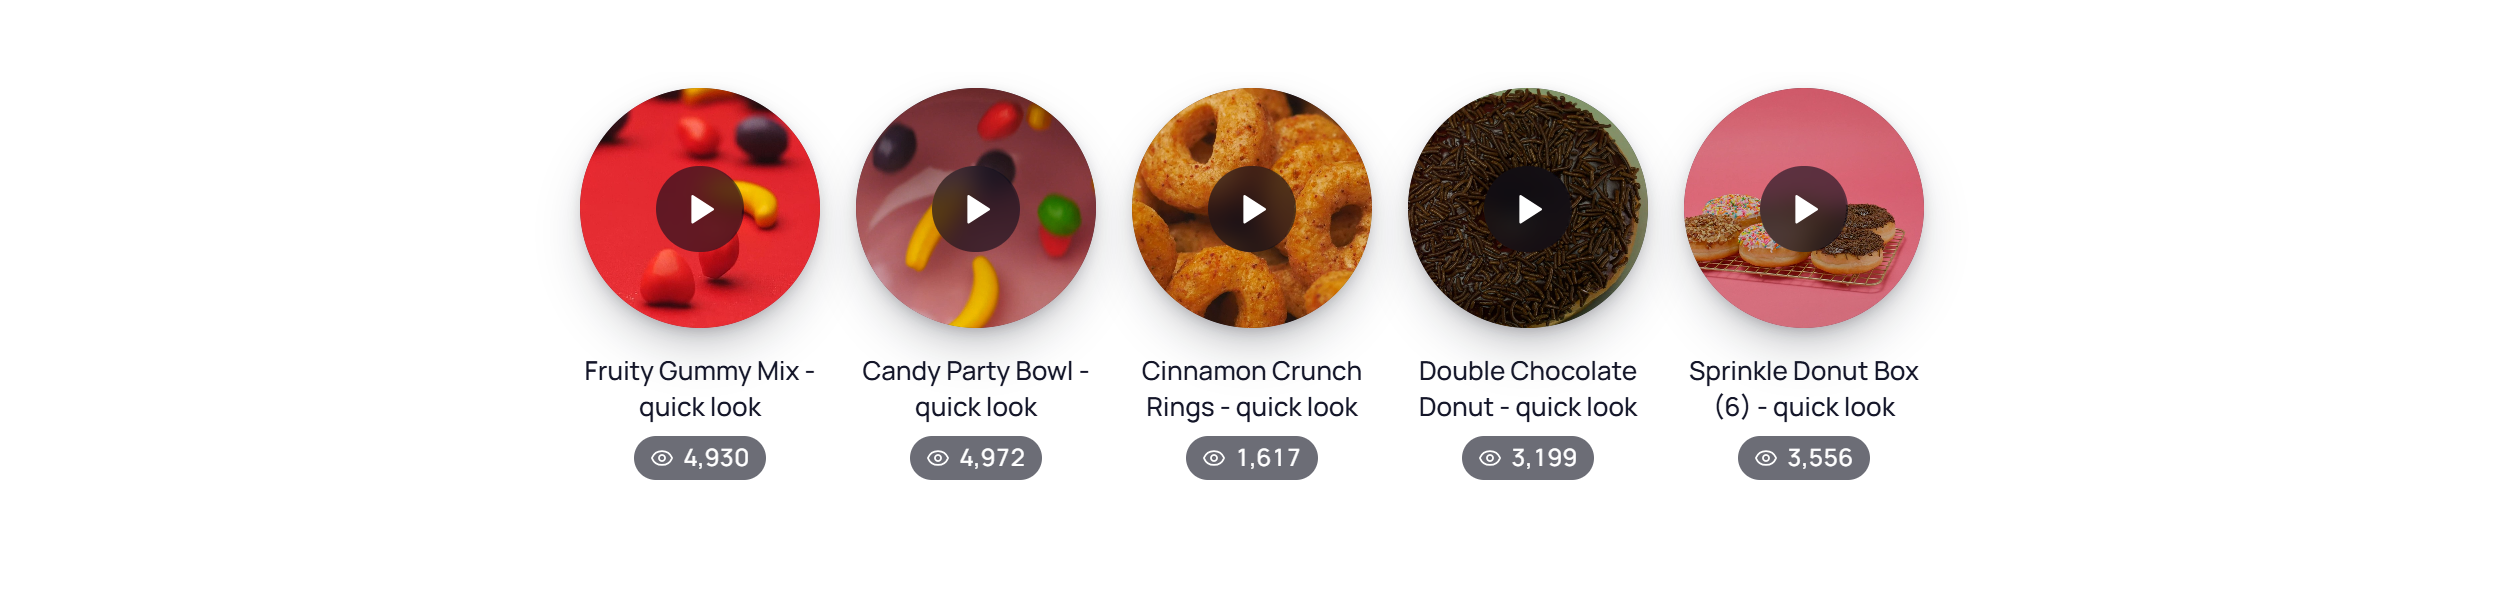 Fruity Gummy Mix -
quick look
4,930
Candy Party Bowl -
quick look
4,972
Cinnamon Crunch
Rings - quick look
1,617
Double Chocolate
Donut - quick look
3,199
Sprinkle Donut Box
(6) - quick look
3,556